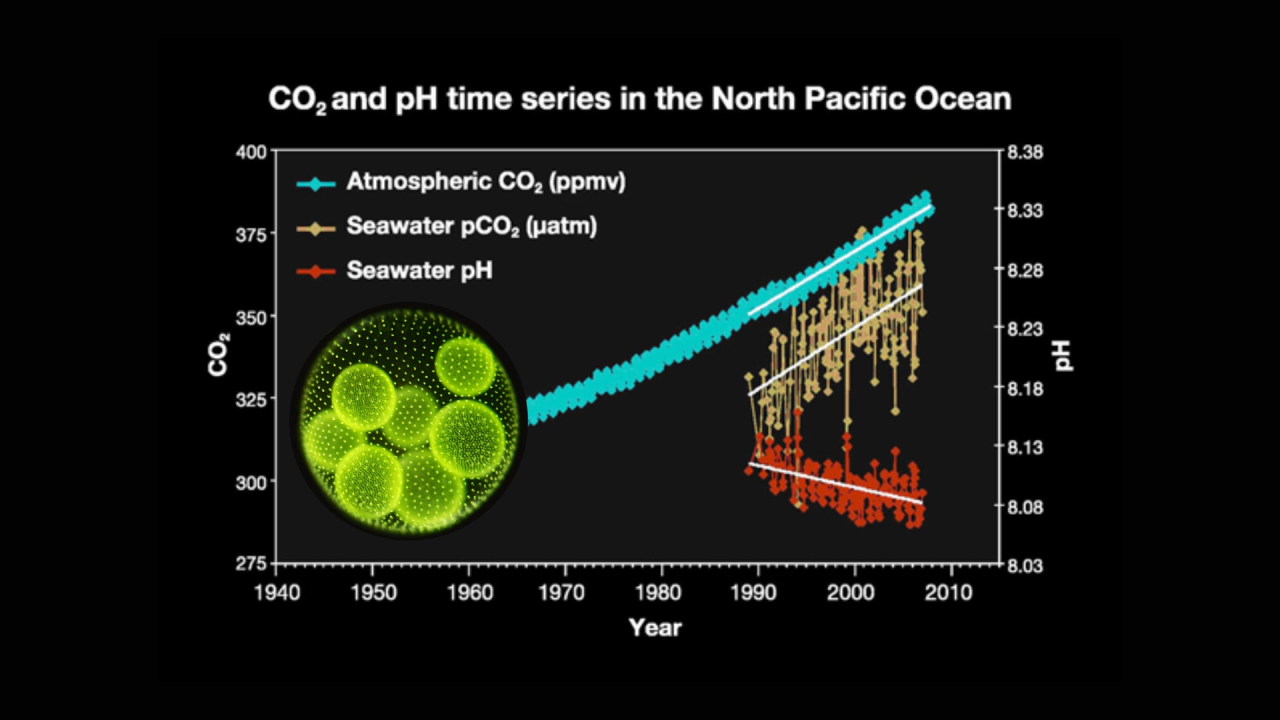 CO₂ and pH time series in the North Pacific Ocean
400
375
350
325
300
275
CO₂
Atmospheric CO₂ (ppmv)
Seawater pCO₂ (µatm)
Seawater pH
8.38
8.33
8.28
8.23
8.18
8.13
8.08
8.03
pH
1940 1950 1960 1970 1980 1990 2000 2010
Year